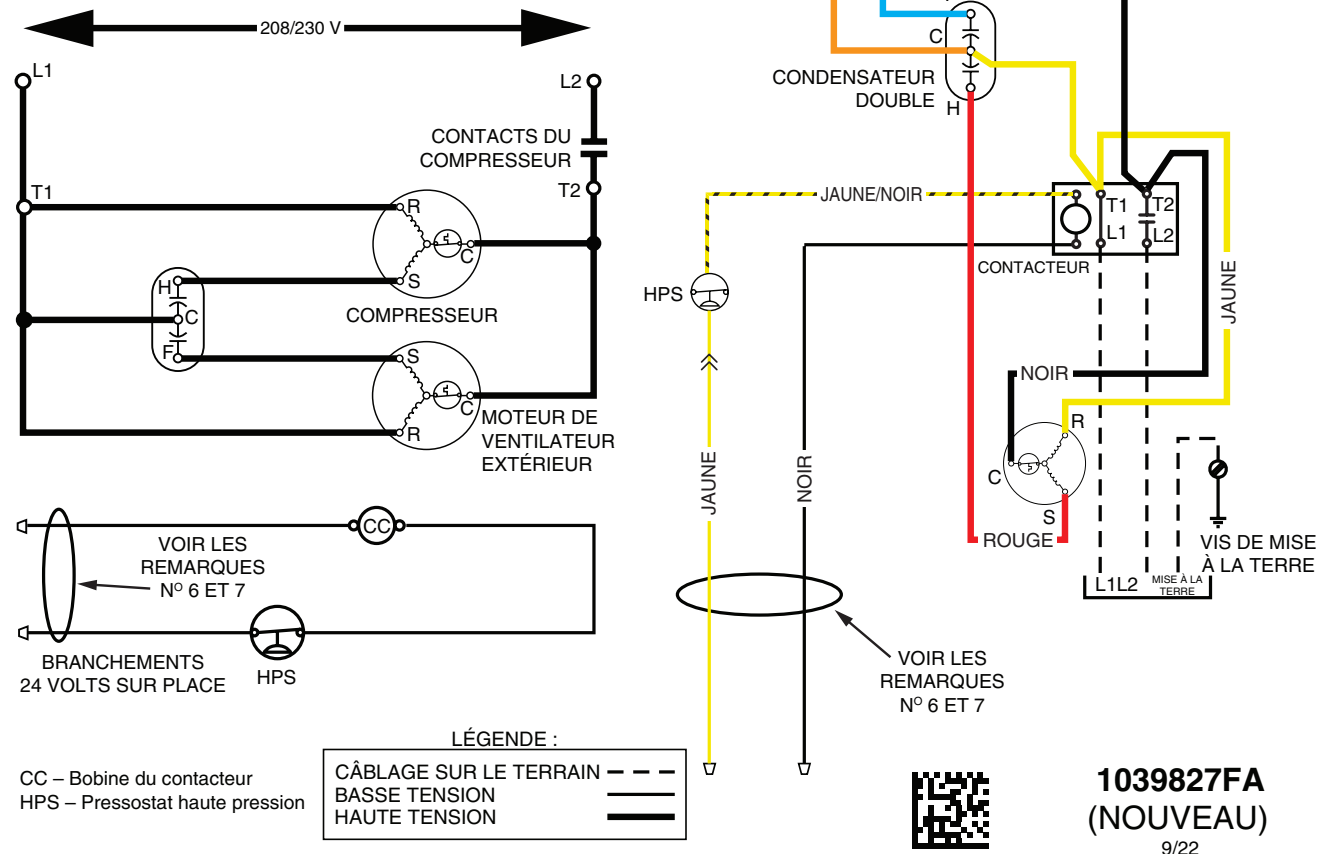 208/230 V
L1
L2
CONTACTS DU
COMPRESSEUR
T1
T2
R
C
S
COMPRESSEUR
H
C
F
S
C
R
MOTEUR DE
VENTILATEUR
EXTÉRIEUR
CC
VOIR LES
REMARQUES
Nº 6 ET 7
BRANCHEMENTS
24 VOLTS SUR PLACE
HPS
C
CONDENSATEUR
DOUBLE
H
JAUNE/NOIR
T1
T2
L1
L2
CONTACTEUR
HPS
JAUNE
NOIR
R
C
S
ROUGE
JAUNE
NOIR
VIS DE MISE
À LA TERRE
L1L2
MISE À LA
TERRE
VOIR LES
REMARQUES
Nº 6 ET 7
CC – Bobine du contacteur
HPS – Pressostat haute pression
LÉGENDE :
CÂBLAGE SUR LE TERRAIN
BASSE TENSION
HAUTE TENSION
1039827FA
(NOUVEAU)
9/22